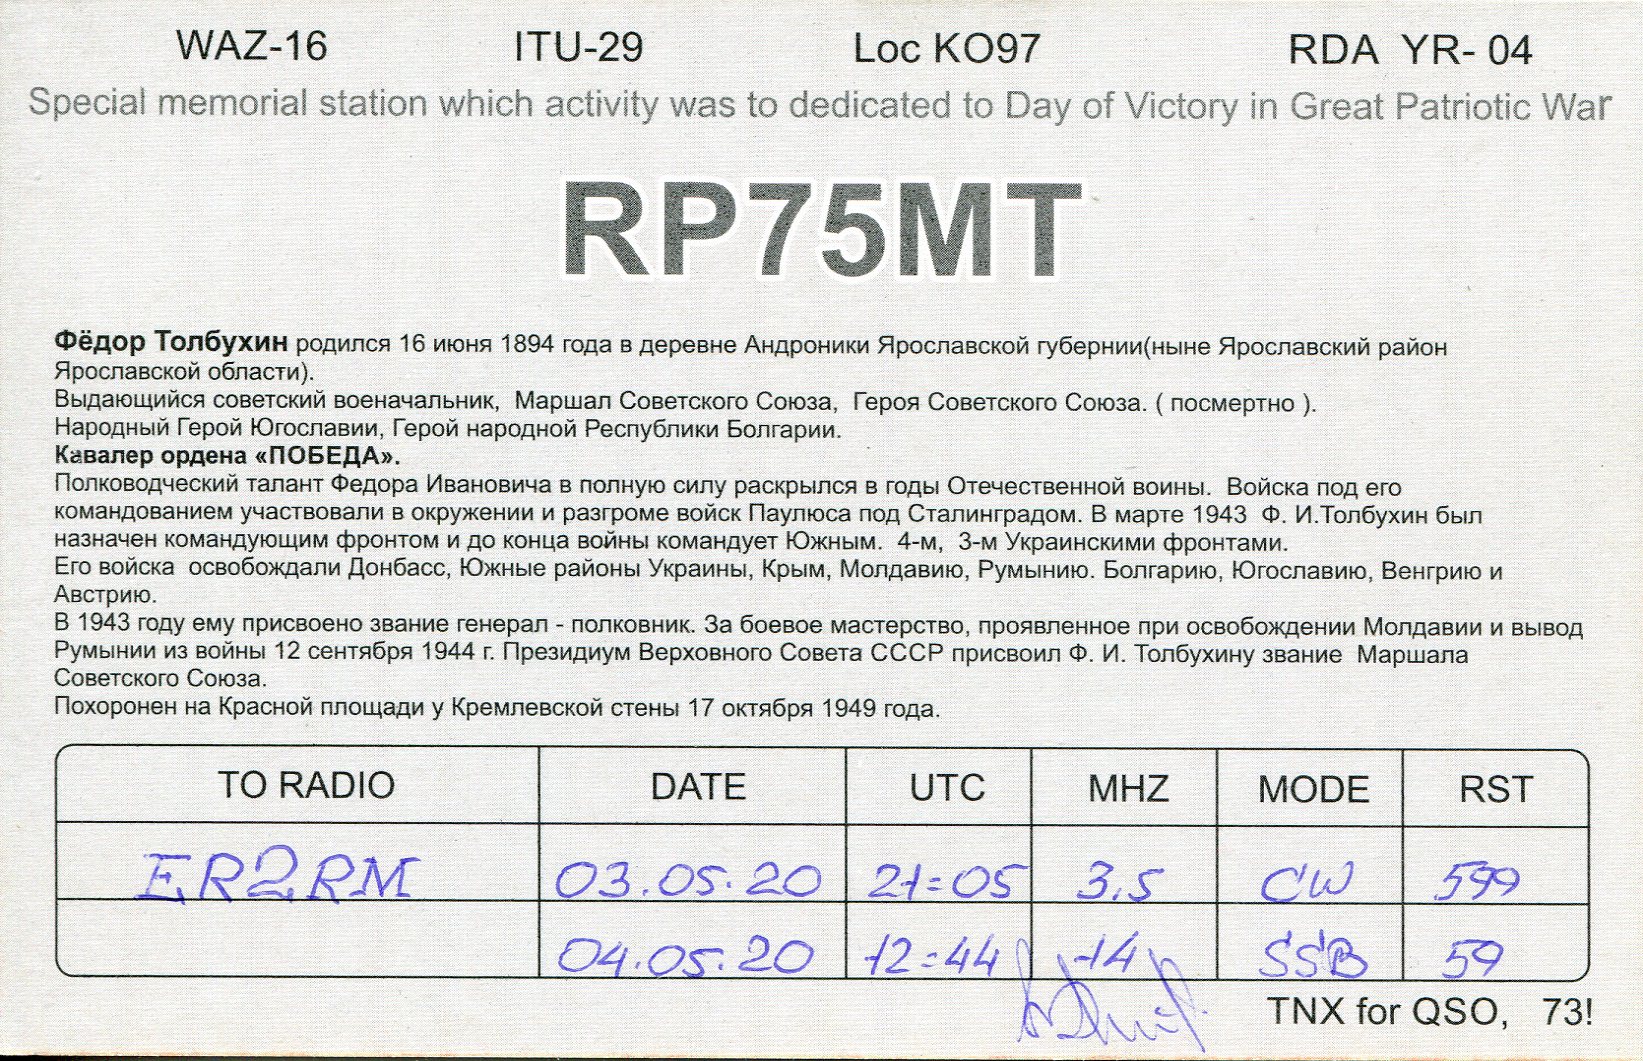 WAZ-16 ITU-29 Loc KO97 RDA YR- 04
Special memorial station which activity was to dedicated to Day of Victory in Great Patriotic War
RP75MT
Фёдор Толбухин родился 16 июня 1894 года в деревне Андроники Ярославской губернии(ныне Ярославский район
Ярославской области).
Выдающийся советский военачальник, Маршал Советского Союза, Героя Советского Союза. ( посмертно ).
Народный Герой Югославии, Герой народной Республики Болгарии.
Кавалер ордена «ПОБЕДА».
Полководческий талант Федора Ивановича в полную силу раскрылся в годы Отечественной воины. Войска под его
командованием участвовали в окружении и разгроме войск Паулюса под Сталинградом. В марте 1943 Ф. И.Толбухин был
назначен командующим фронтом и до конца войны командует Южным. 4-м, 3-м Украинскими фронтами.
Его войска освобождали Донбасс, Южные районы Украины, Крым, Молдавию, Румынию. Болгарию, Югославию, Венгрию и
Австрию.
В 1943 году ему присвоено звание генерал - полковник. За боевое мастерство, проявленное при освобождении Молдавии и вывод
Румынии из войны 12 сентября 1944 г. Президиум Верховного Совета СССР присвоил Ф. И. Толбухину звание Маршала
Советского Союза.
Похоронен на Красной площади у Кремлевской стены 17 октября 1949 года.
TO RADIO DATE UTC MHZ MODE RST
ER2RM 03.05.20 21=05 3,5 CW 599
04.05.20 12=44 14 SSB 59
TNX for QSO, 73!